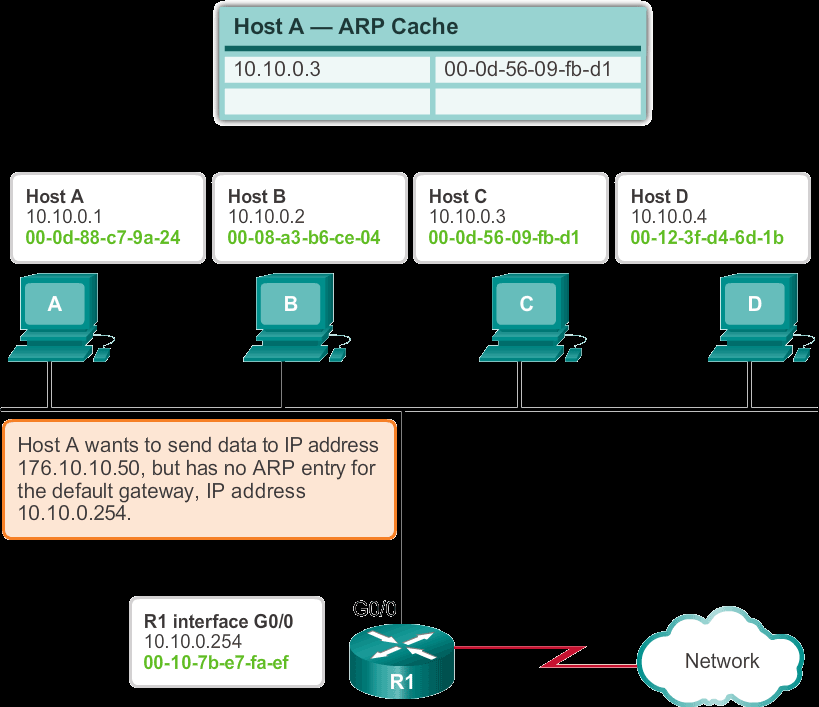 Host A — ARP Cache
10.10.0.3 00-0d-56-09-fb-d1
Host A
10.10.0.1
00-0d-88-c7-9a-24
Host B
10.10.0.2
00-08-a3-b6-ce-04
Host C
10.10.0.3
00-0d-56-09-fb-d1
Host D
10.10.0.4
00-12-3f-d4-6d-1b
A
B
C
D
Host A wants to send data to IP address
176.10.10.50, but has no ARP entry for
the default gateway, IP address
10.10.0.254.
G0/0
R1 interface G0/0
10.10.0.254
00-10-7b-e7-fa-ef
R1
Network